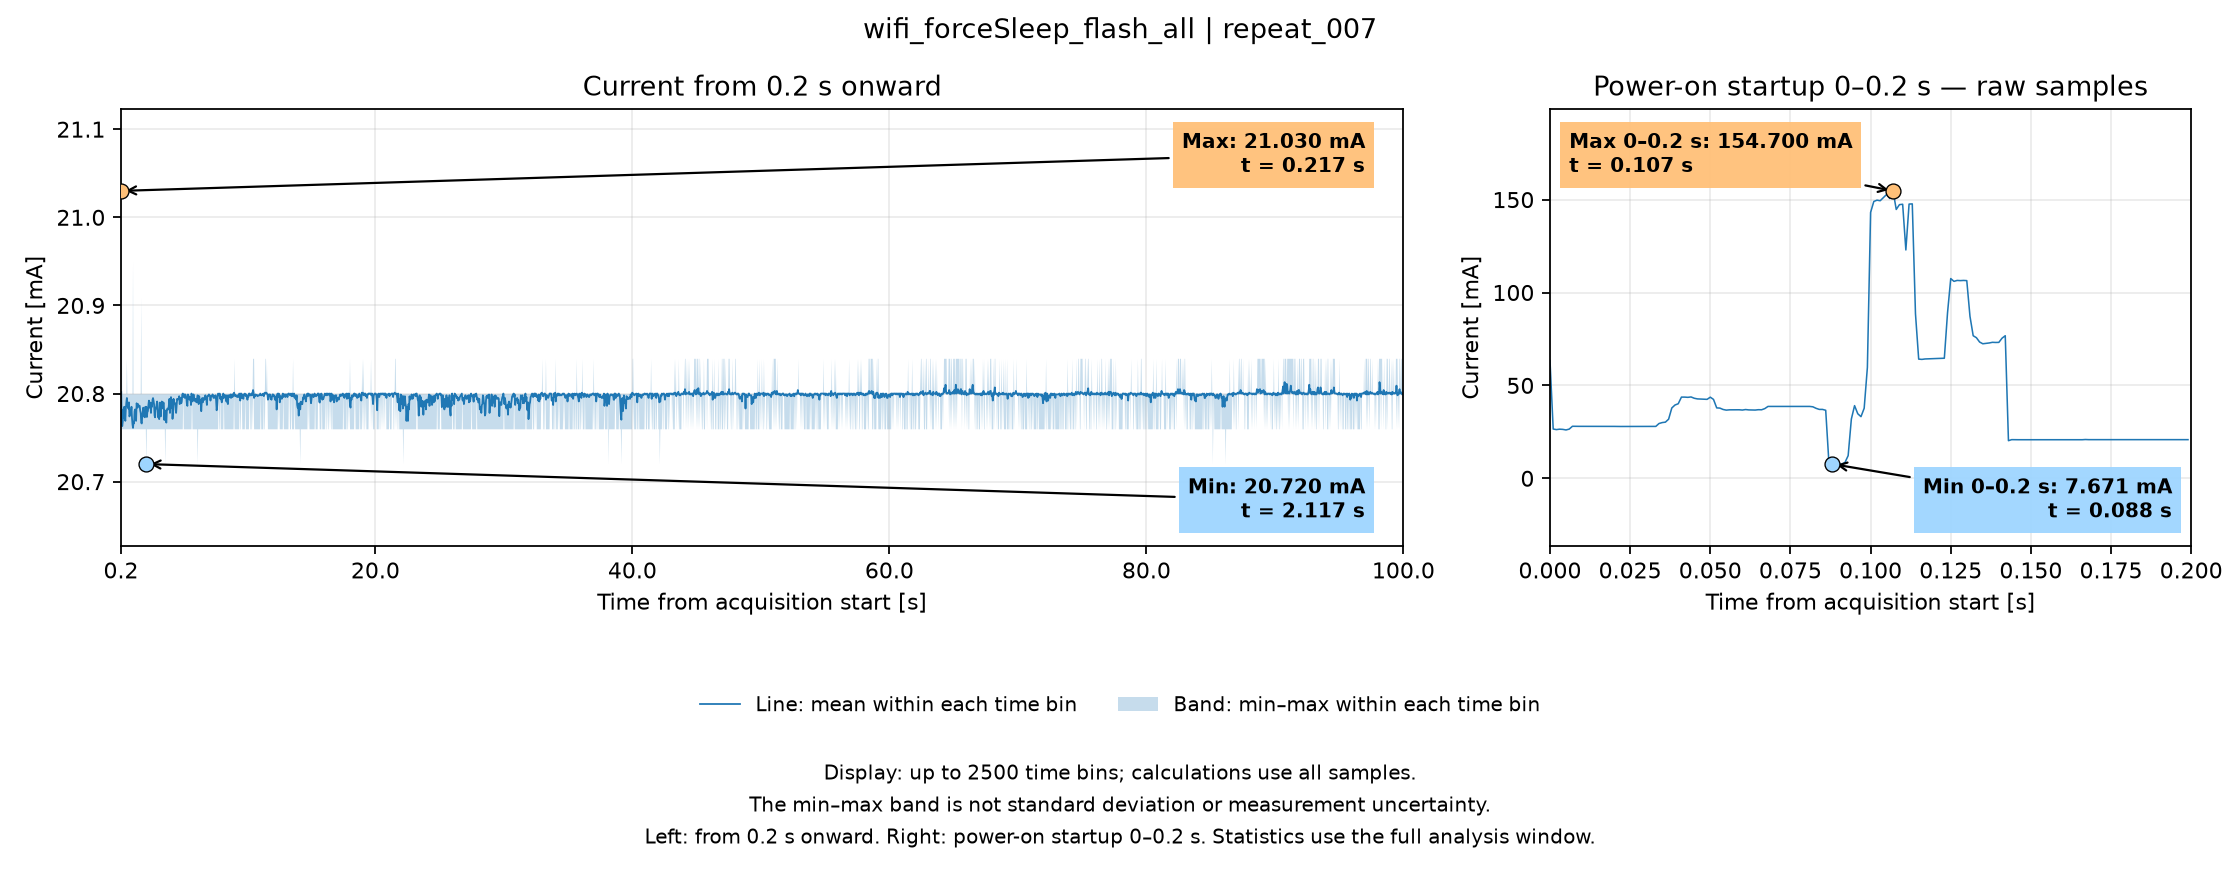 wifi_forceSleep_flash_all | repeat_007
Current from 0.2 s onward
Current [mA]
21.1
21.0
20.9
20.8
20.7
Max: 21.030 mA
t = 0.217 s
Min: 20.720 mA
t = 2.117 s
0.2
20.0
40.0
60.0
80.0
100.0
Time from acquisition start [s]
Power-on startup 0–0.2 s — raw samples
Current [mA]
150
100
50
0
Max 0–0.2 s: 154.700 mA
t = 0.107 s
Min 0–0.2 s: 7.671 mA
t = 0.088 s
0.000
0.025
0.050
0.075
0.100
0.125
0.150
0.175
0.200
Time from acquisition start [s]
Line: mean within each time bin
Band: min–max within each time bin
Display: up to 2500 time bins; calculations use all samples.
The min–max band is not standard deviation or measurement uncertainty.
Left: from 0.2 s onward. Right: power-on startup 0–0.2 s. Statistics use the full analysis window.